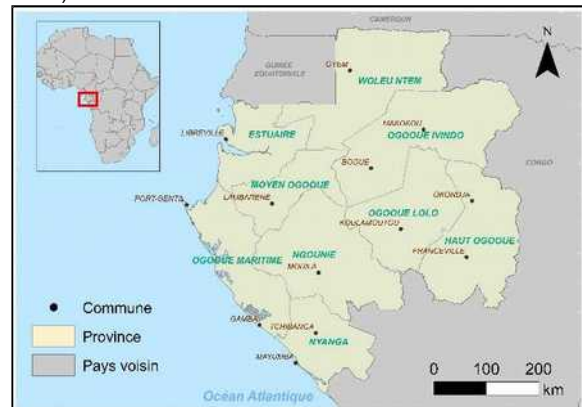 CAMEROUN
N
GUINEE
EQUATORIALE
OYEM
WOLEU NTEM
MAKOKOU
OGOOUE IVINDO
LIBREVILLE
ESTUAIRE
BOOUE
CONGO
MOYEN OGOOUE
PORT-GENTIL
LAMBARENE
OKONDJA
OGOOUE LOLO
KOULAMOUTOU
HAUT OGOOUE
FRANCEVILLE
NGOUNIE
OGOOUE MARITIME
MOUILA
Commune
Province
Pays voisin
GAMBA
TCHIBANGA
NYANGA
MAYUMBA
Océan Atlantique
0 100 200
km